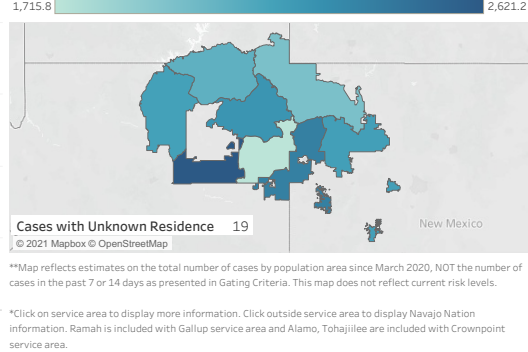 1,715.8 2,621.2
New Mexico
Cases with Unknown Residence 19
© 2021 Mapbox © OpenStreetMap
**Map reflects estimates on the total number of cases by population area since March 2020, NOT the number of
cases in the past 7 or 14 days as presented in Gating Criteria. This map does not reflect current risk levels.
*Click on service area to display more information. Click outside service area to display Navajo Nation
information. Ramah is included with Gallup service area and Alamo, Tohajiilee are included with Crownpoint
service area.